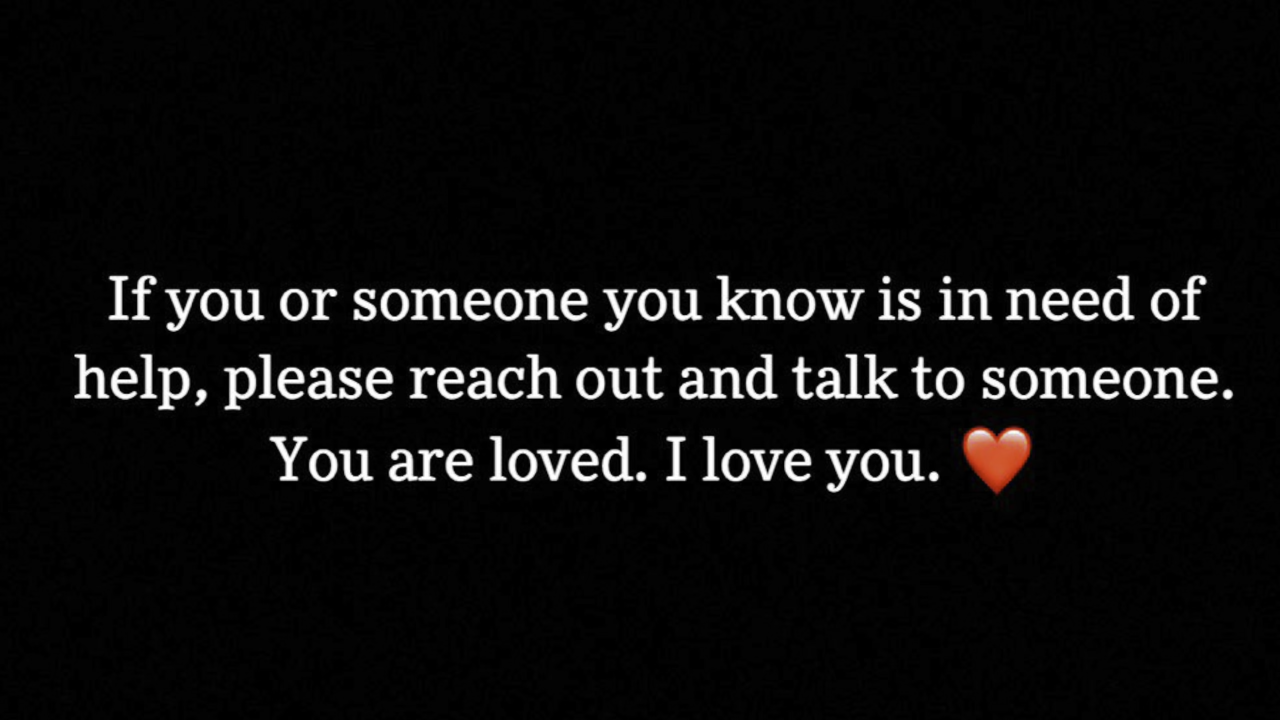 If you or someone you know is in need of
help, please reach out and talk to someone.
You are loved. I love you. ❤️